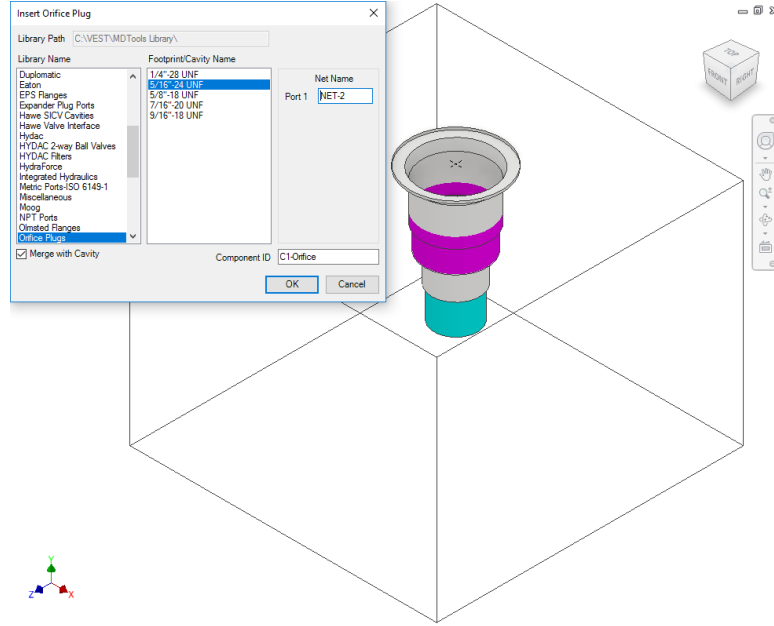 Insert Orifice Plug
Library Path C:\VEST\MDTools Library\
Library Name
Duplomatic
Eaton
EPS Flanges
Expander Plug Ports
Hawe SICV Cavities
Hawe Valve Interface
Hydac
HYDAC 2-way Ball Valves
HYDAC Filters
HydraForce
Integrated Hydraulics
Metric Ports-ISO 6149-1
Miscellaneous
Moog
NPT Ports
Olmsted Flanges
Orifice Plugs
Footprint/Cavity Name
1/4"-28 UNF
5/16"-24 UNF
5/8"-18 UNF
7/16"-20 UNF
9/16"-18 UNF
Net Name
Port 1 NET-2
Merge with Cavity
Component ID C1-Orifice
OK Cancel
TOP
FRONT RIGHT
Y
Z X